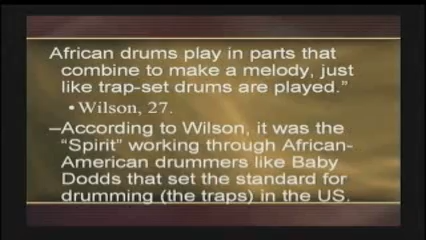 African drums play in parts that
combine to make a melody, just
like trap-set drums are played.”
• Wilson, 27.
–According to Wilson, it was the
“Spirit” working through African-
American drummers like Baby
Dodds that set the standard for
drumming (the traps) in the US.